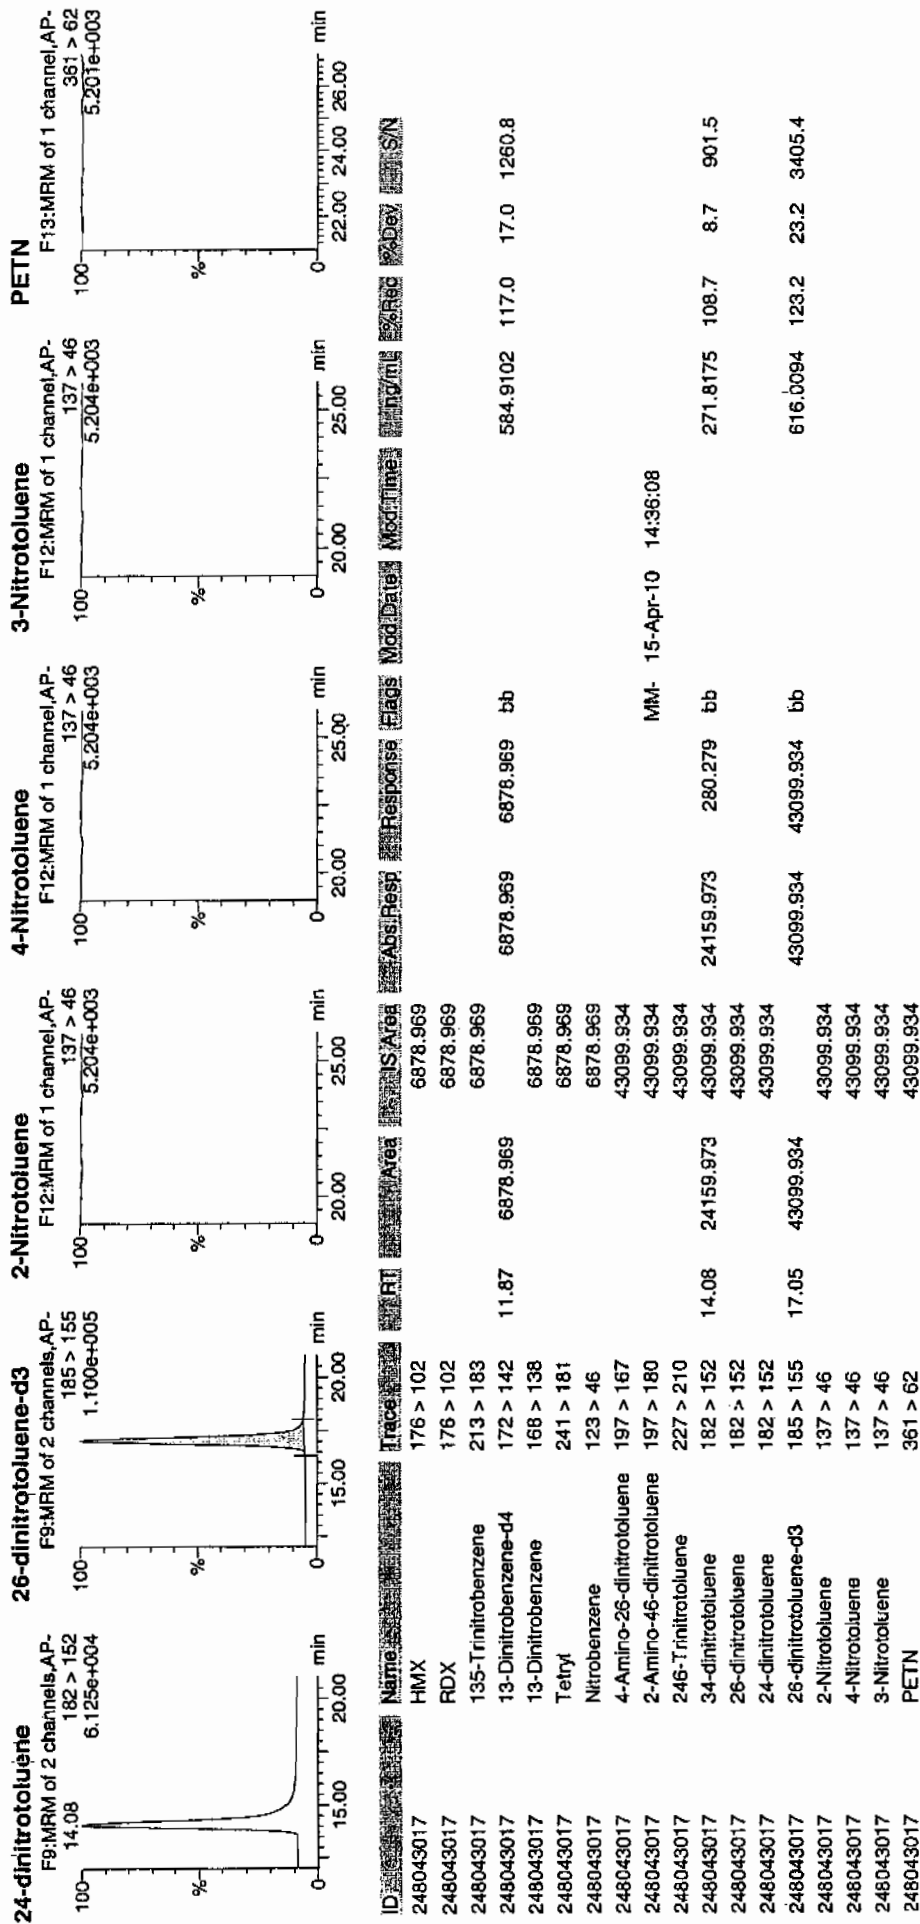 24-dinitrotoluene
F9:MRM of 2 channels,AP-
182 > 152
6.125e+004
14.08
100
%
0
15.00 20.00 min
26-dinitrotoluene-d3
F9:MRM of 2 channels,AP-
185 > 155
1.100e+005
100
%
0
15.00 20.00 min
2-Nitrotoluene
F12:MRM of 1 channel,AP-
137 > 46
5.204e+003
100
%
0
20.00 25.00 min
4-Nitrotoluene
F12:MRM of 1 channel,AP-
137 > 46
5.204e+003
100
%
0
20.00 25.00 min
3-Nitrotoluene
F12:MRM of 1 channel,AP-
137 > 46
5.204e+003
100
%
0
20.00 25.00 min
PETN
F13:MRM of 1 channel,AP-
361 > 62
5.201e+003
100
%
0
22.00 24.00 26.00 min
ID Name Trace RT Area IS Area Abs.Resp Response Flags Mod.Date Mod.Time ng/mL %Rec %Dev S/N
248043017 HMX 176 > 102 6878.969
248043017 RDX 176 > 102 6878.969
248043017 135-Trinitrobenzene 213 > 183 6878.969
248043017 13-Dinitrobenzene-d4 172 > 142 11.87 6878.969 6878.969 6878.969 bb 584.9102 117.0 17.0 1260.8
248043017 13-Dinitrobenzene 168 > 138 6878.969
248043017 Tetryl 241 > 181 6878.969
248043017 Nitrobenzene 123 > 46 6878.969
248043017 4-Amino-26-dinitrotoluene 197 > 167 43099.934
248043017 2-Amino-46-dinitrotoluene 197 > 180 43099.934 MM- 15-Apr-10 14:36:08
248043017 246-Trinitrotoluene 227 > 210 43099.934
248043017 34-dinitrotoluene 182 > 152 14.08 24159.973 43099.934 24159.973 280.279 bb 271.8175 108.7 8.7 901.5
248043017 26-dinitrotoluene 182 > 152 43099.934
248043017 24-dinitrotoluene 182 > 152 43099.934
248043017 26-dinitrotoluene-d3 185 > 155 17.05 43099.934 43099.934 43099.934 bb 616.0094 123.2 23.2 3405.4
248043017 2-Nitrotoluene 137 > 46 43099.934
248043017 4-Nitrotoluene 137 > 46 43099.934
248043017 3-Nitrotoluene 137 > 46 43099.934
248043017 PETN 361 > 62 43099.934